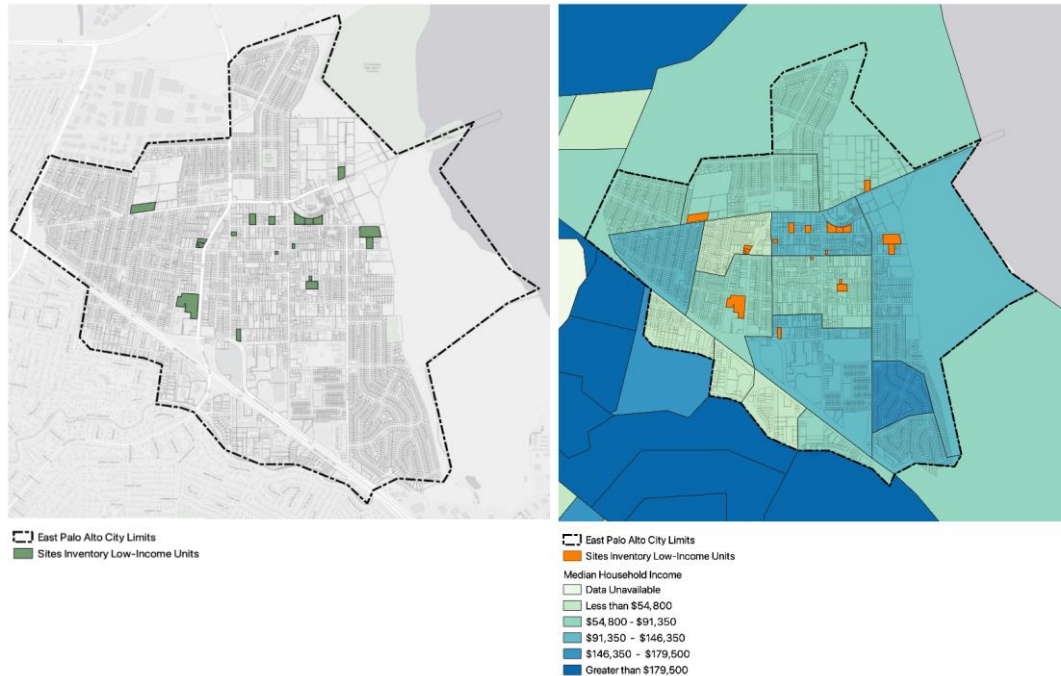 East Palo Alto City Limits
Sites Inventory Low-Income Units
East Palo Alto City Limits
Sites Inventory Low-Income Units
Median Household Income
Data Unavailable
Less than $54,800
$54,800 - $91,350
$91,350 - $146,350
$146,350 - $179,500
Greater than $179,500